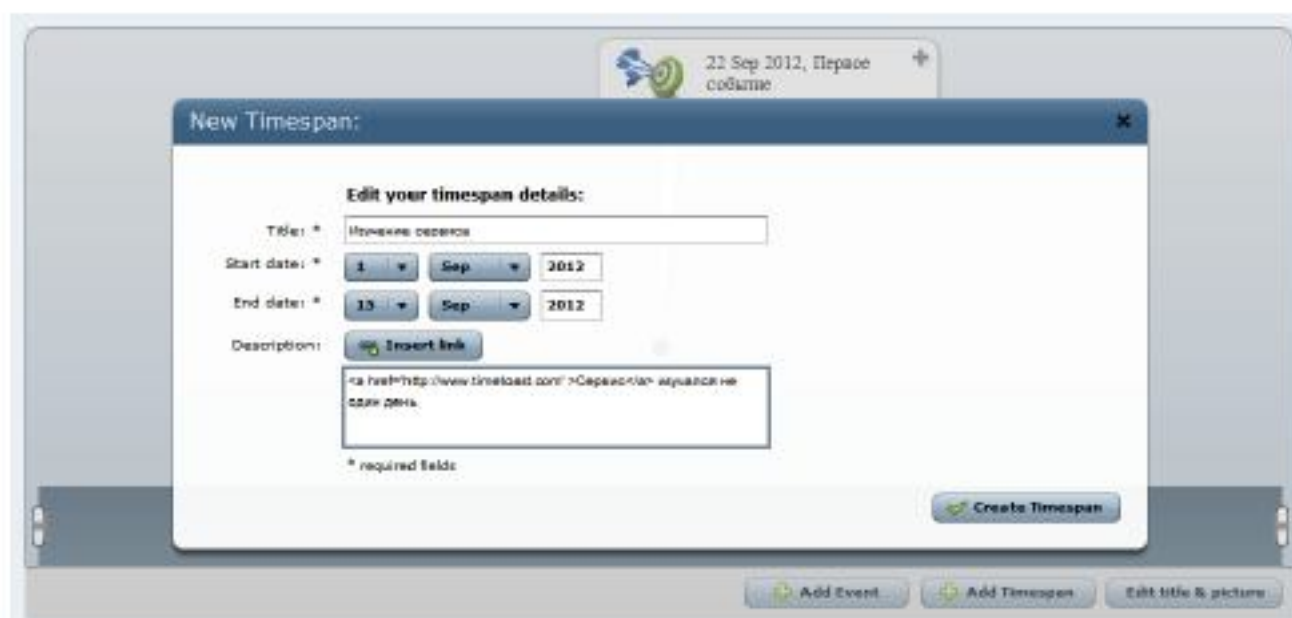 22 Sep 2012, Первое
событие
New Timespan:
Edit your timespan details:
Title: * Изучение сервиса
Start date: * 1 Sep 2012
End date: * 15 Sep 2012
Description: Insert link
<a href='http://www.timetoast.com' >Сервис</a> изучался не
один день.
* required fields
Create Timespan
Add Event Add Timespan Edit title & picture